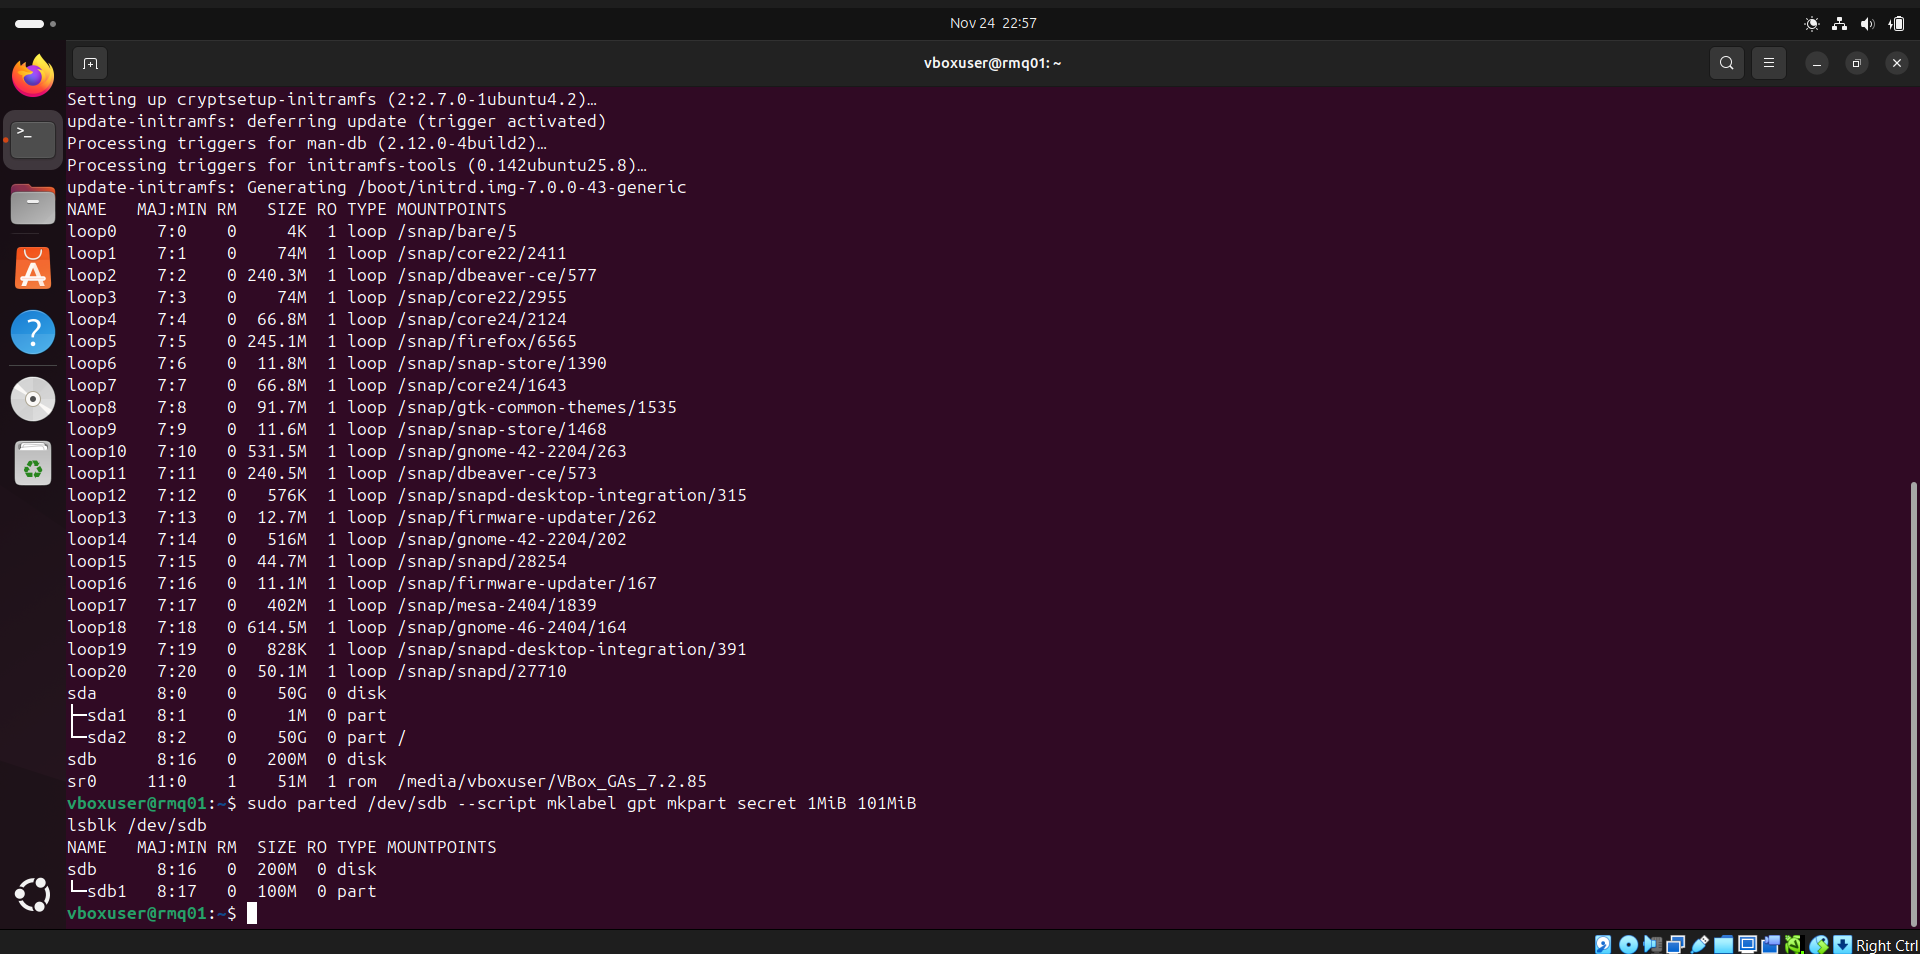 Nov 24 22:57
vboxuser@rmq01: ~
Setting up cryptsetup-initramfs (2:2.7.0-1ubuntu4.2)…
update-initramfs: deferring update (trigger activated)
Processing triggers for man-db (2.12.0-4build2)…
Processing triggers for initramfs-tools (0.142ubuntu25.8)…
update-initramfs: Generating /boot/initrd.img-7.0.0-43-generic
NAME   MAJ:MIN RM   SIZE RO TYPE MOUNTPOINTS
loop0    7:0    0     4K  1 loop /snap/bare/5
loop1    7:1    0    74M  1 loop /snap/core22/2411
loop2    7:2    0 240.3M  1 loop /snap/dbeaver-ce/577
loop3    7:3    0    74M  1 loop /snap/core22/2955
loop4    7:4    0  66.8M  1 loop /snap/core24/2124
loop5    7:5    0 245.1M  1 loop /snap/firefox/6565
loop6    7:6    0  11.8M  1 loop /snap/snap-store/1390
loop7    7:7    0  66.8M  1 loop /snap/core24/1643
loop8    7:8    0  91.7M  1 loop /snap/gtk-common-themes/1535
loop9    7:9    0  11.6M  1 loop /snap/snap-store/1468
loop10   7:10   0 531.5M  1 loop /snap/gnome-42-2204/263
loop11   7:11   0 240.5M  1 loop /snap/dbeaver-ce/573
loop12   7:12   0   576K  1 loop /snap/snapd-desktop-integration/315
loop13   7:13   0  12.7M  1 loop /snap/firmware-updater/262
loop14   7:14   0   516M  1 loop /snap/gnome-42-2204/202
loop15   7:15   0  44.7M  1 loop /snap/snapd/28254
loop16   7:16   0  11.1M  1 loop /snap/firmware-updater/167
loop17   7:17   0   402M  1 loop /snap/mesa-2404/1839
loop18   7:18   0 614.5M  1 loop /snap/gnome-46-2404/164
loop19   7:19   0   828K  1 loop /snap/snapd-desktop-integration/391
loop20   7:20   0  50.1M  1 loop /snap/snapd/27710
sda      8:0    0    50G  0 disk
├─sda1   8:1    0     1M  0 part
└─sda2   8:2    0    50G  0 part /
sdb      8:16   0   200M  0 disk
sr0     11:0    1    51M  1 rom  /media/vboxuser/VBox_GAs_7.2.85
vboxuser@rmq01:~$ sudo parted /dev/sdb --script mklabel gpt mkpart secret 1MiB 101MiB
lsblk /dev/sdb
NAME   MAJ:MIN RM  SIZE RO TYPE MOUNTPOINTS
sdb      8:16   0  200M  0 disk
└─sdb1   8:17   0  100M  0 part
vboxuser@rmq01:~$
Right Ctrl